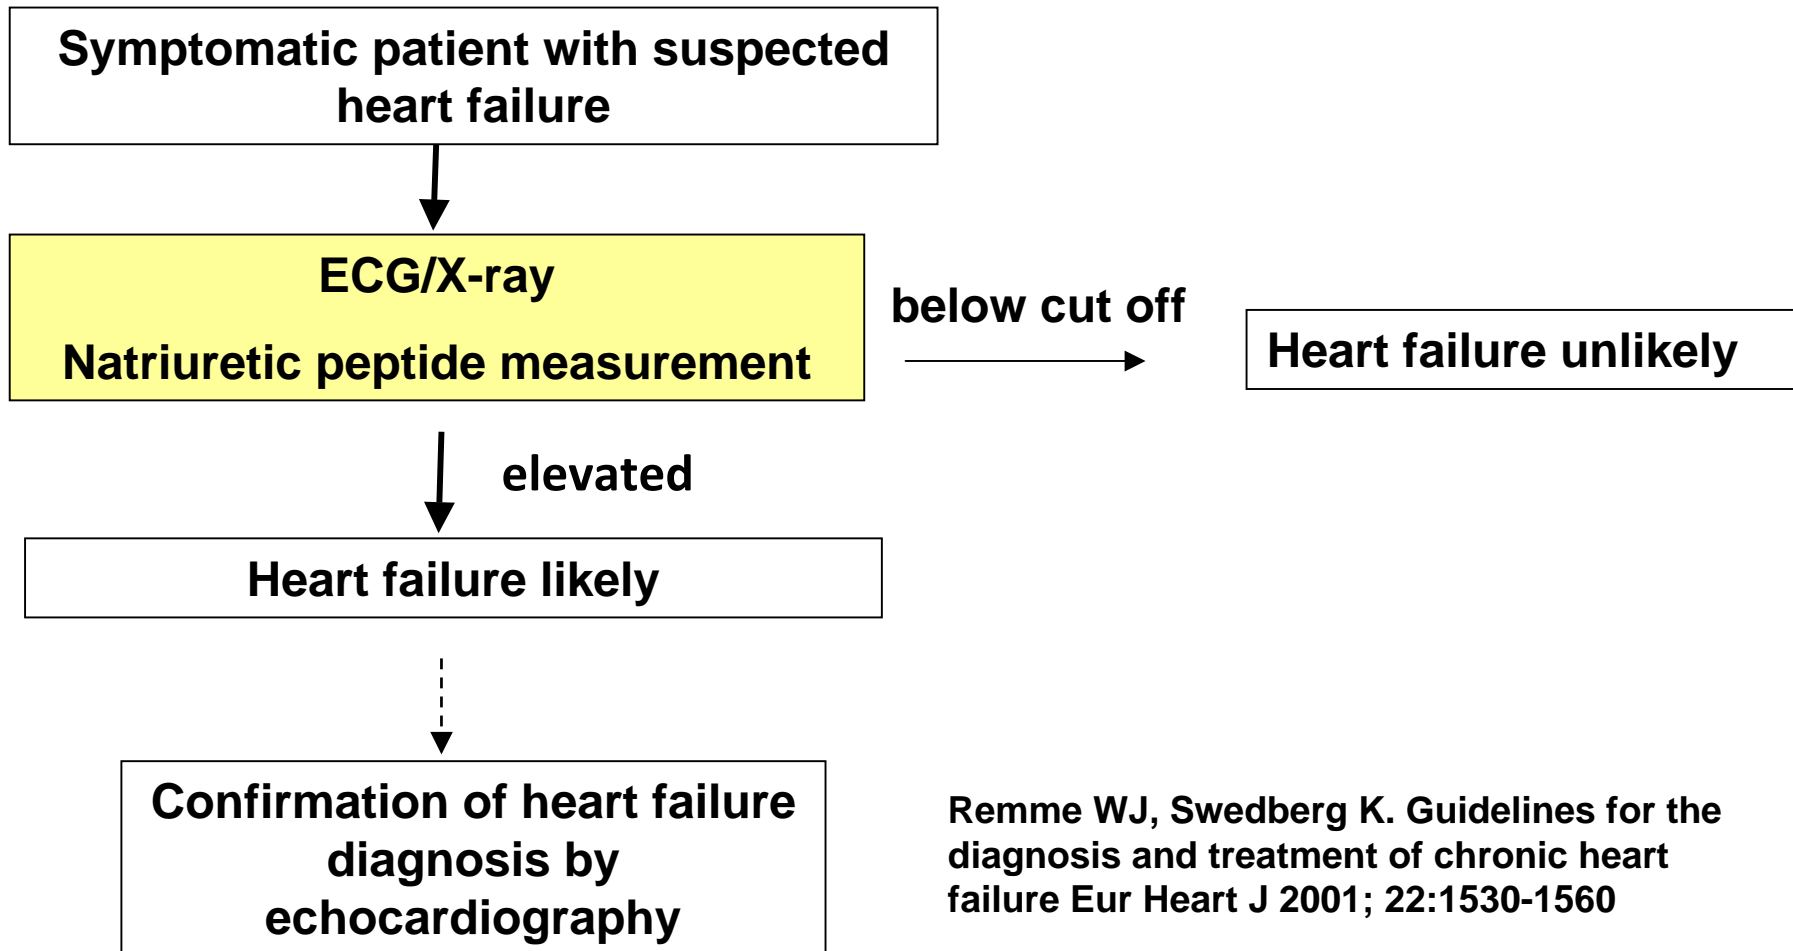 Symptomatic patient with suspected
heart failure
ECG/X-ray
Natriuretic peptide measurement
below cut off
Heart failure unlikely
elevated
Heart failure likely
Confirmation of heart failure
diagnosis by
echocardiography
Remme WJ, Swedberg K. Guidelines for the
diagnosis and treatment of chronic heart
failure Eur Heart J 2001; 22:1530-1560